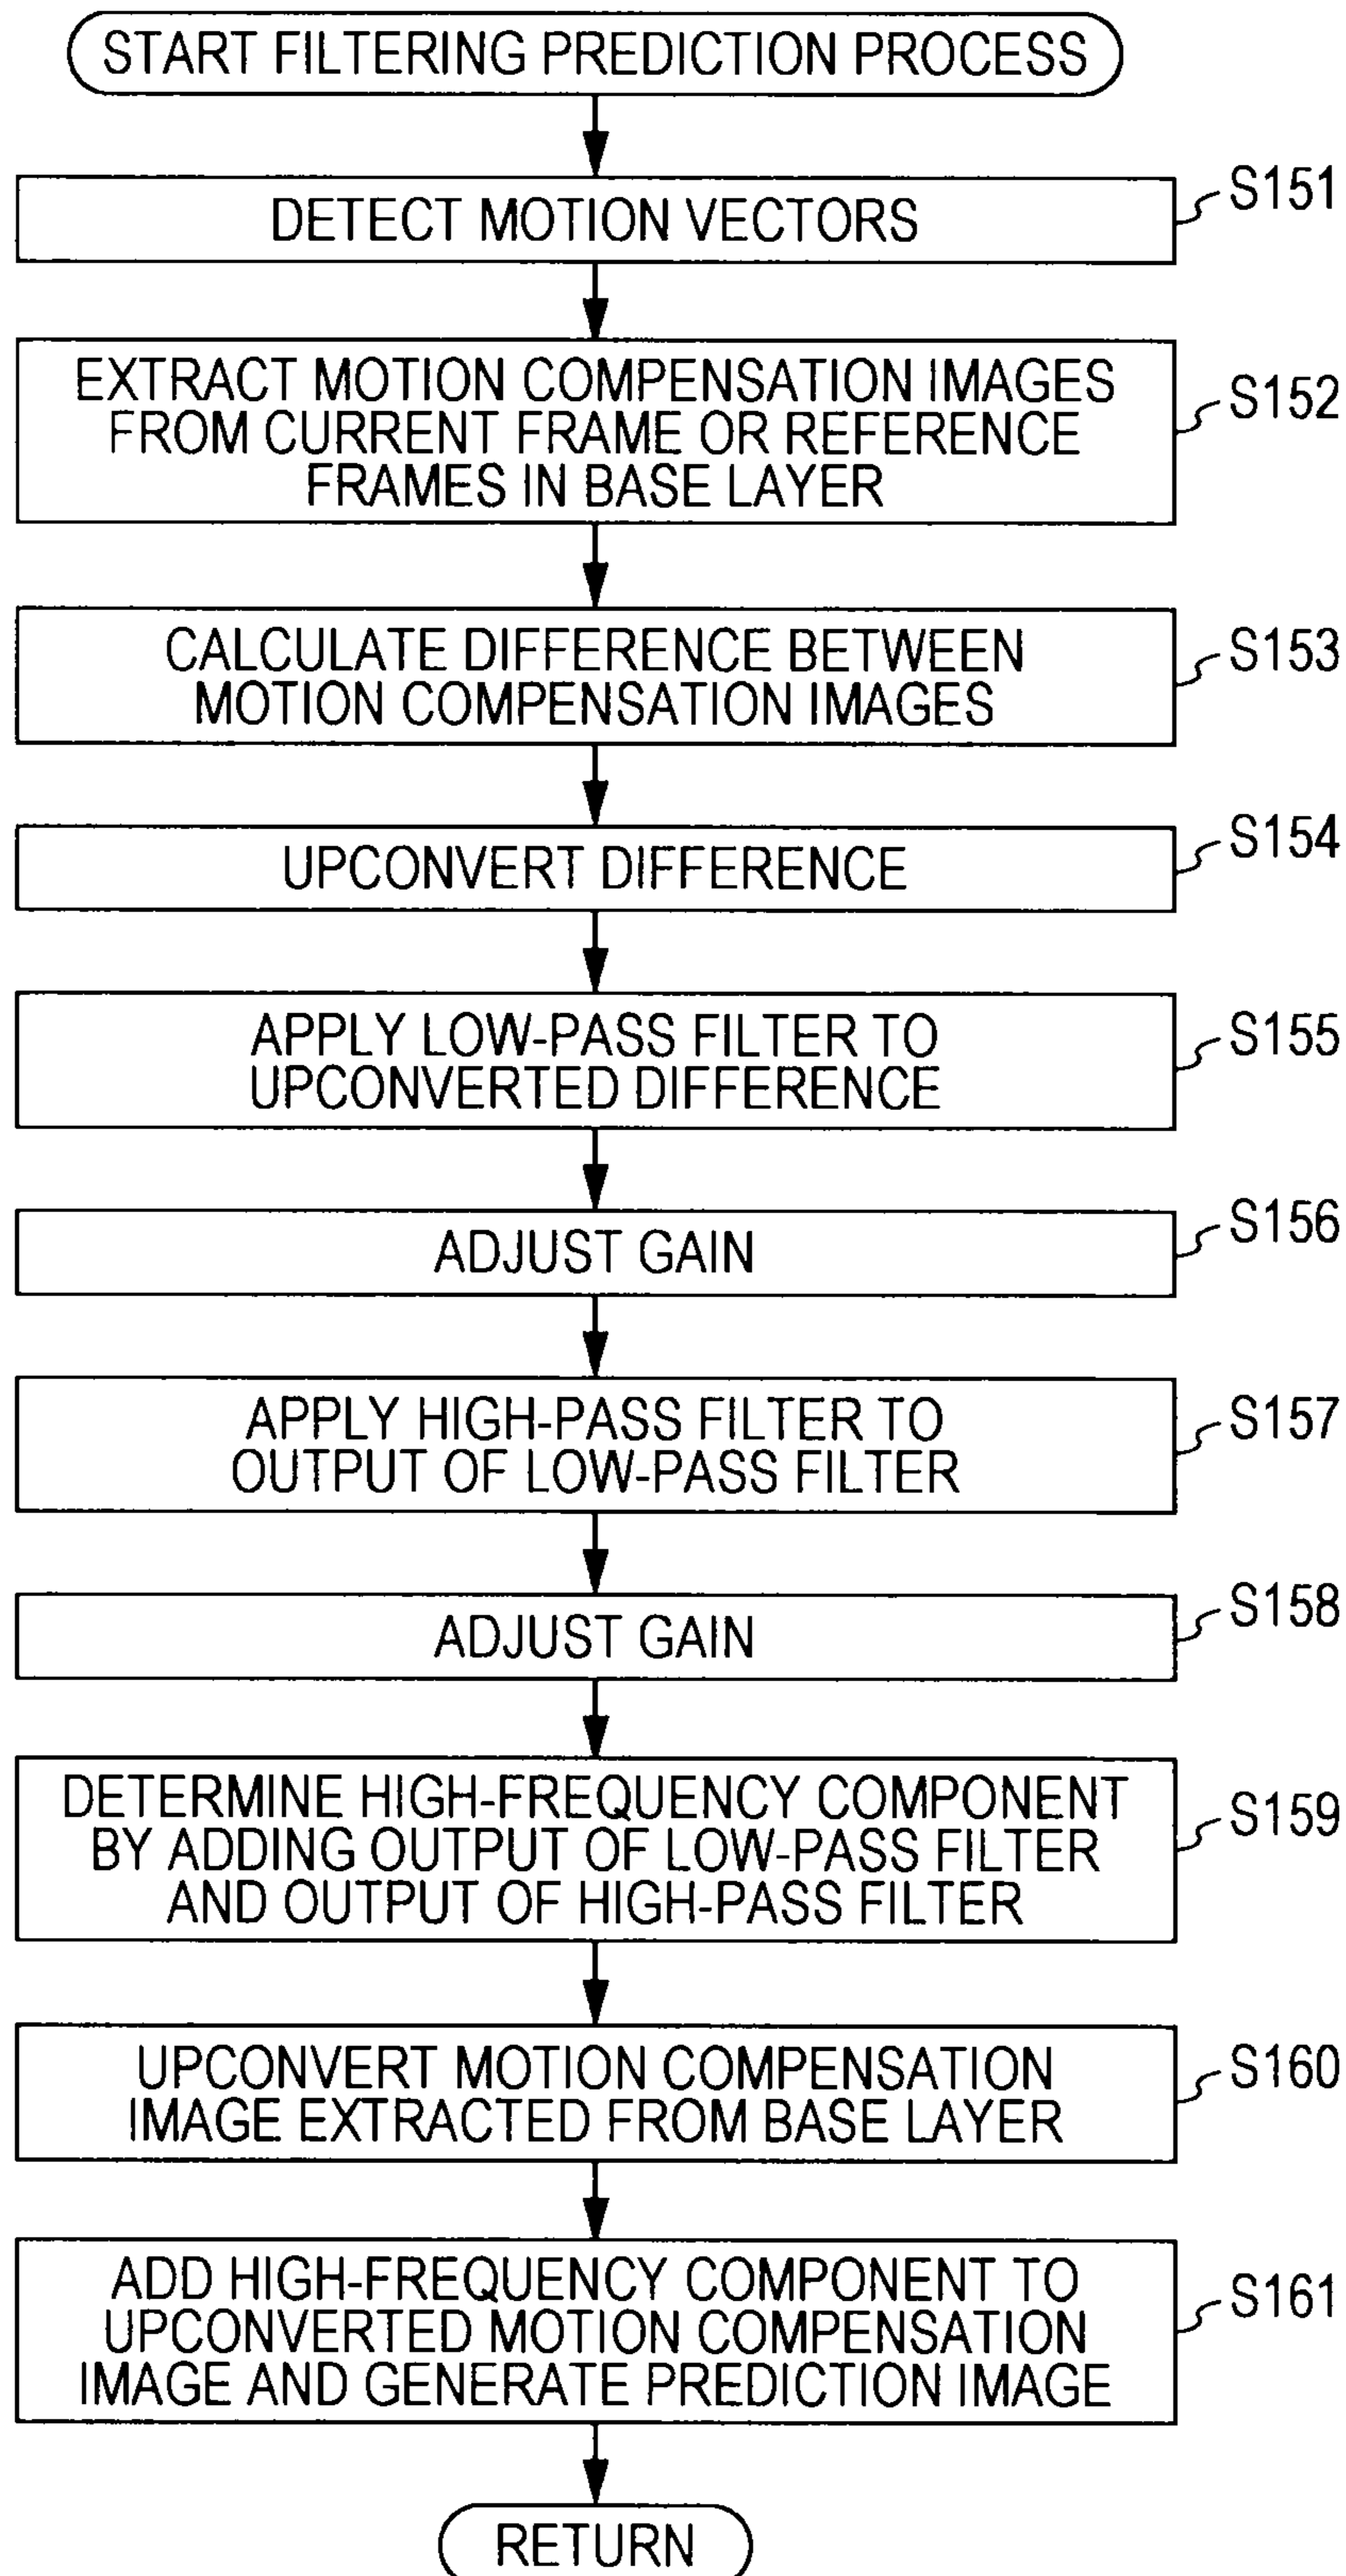 START FILTERING PREDICTION PROCESS
DETECT MOTION VECTORS
S151
EXTRACT MOTION COMPENSATION IMAGES
FROM CURRENT FRAME OR REFERENCE
FRAMES IN BASE LAYER
S152
CALCULATE DIFFERENCE BETWEEN
MOTION COMPENSATION IMAGES
S153
UPCONVERT DIFFERENCE
S154
APPLY LOW-PASS FILTER TO
UPCONVERTED DIFFERENCE
S155
ADJUST GAIN
S156
APPLY HIGH-PASS FILTER TO
OUTPUT OF LOW-PASS FILTER
S157
ADJUST GAIN
S158
DETERMINE HIGH-FREQUENCY COMPONENT
BY ADDING OUTPUT OF LOW-PASS FILTER
AND OUTPUT OF HIGH-PASS FILTER
S159
UPCONVERT MOTION COMPENSATION
IMAGE EXTRACTED FROM BASE LAYER
S160
ADD HIGH-FREQUENCY COMPONENT TO
UPCONVERTED MOTION COMPENSATION
IMAGE AND GENERATE PREDICTION IMAGE
S161
RETURN